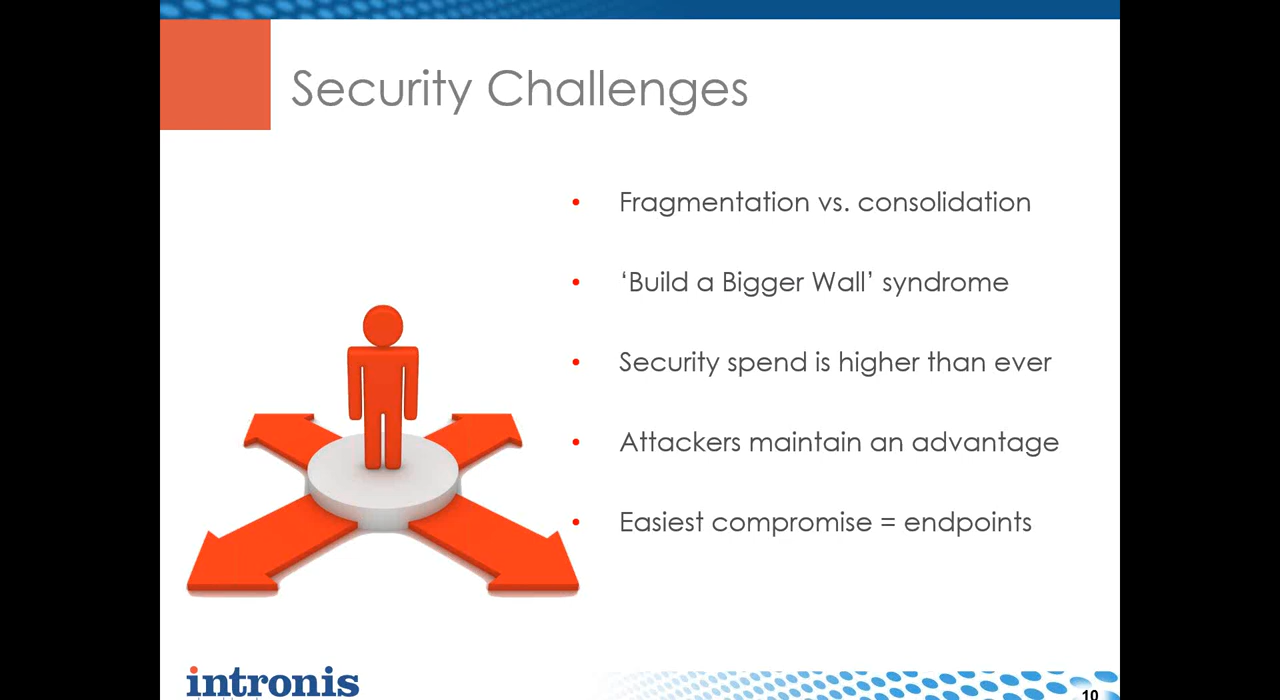 Security Challenges
• Fragmentation vs. consolidation
• ‘Build a Bigger Wall’ syndrome
• Security spend is higher than ever
• Attackers maintain an advantage
• Easiest compromise = endpoints
intronis
10